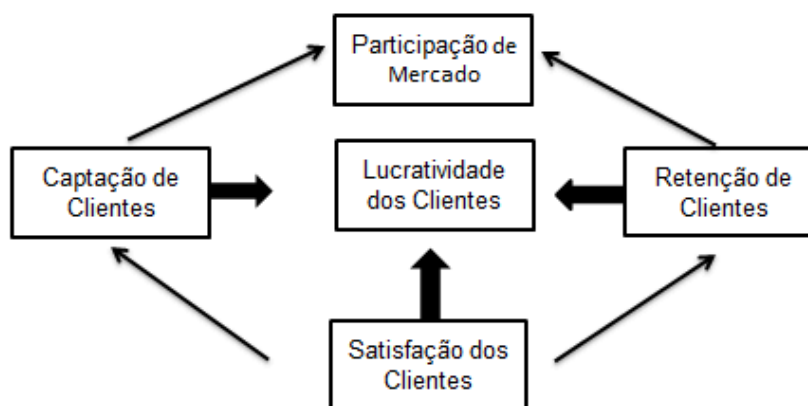 Participação de
Mercado
Captação de
Clientes
Lucratividade
dos Clientes
Retenção de
Clientes
Satisfação dos
Clientes